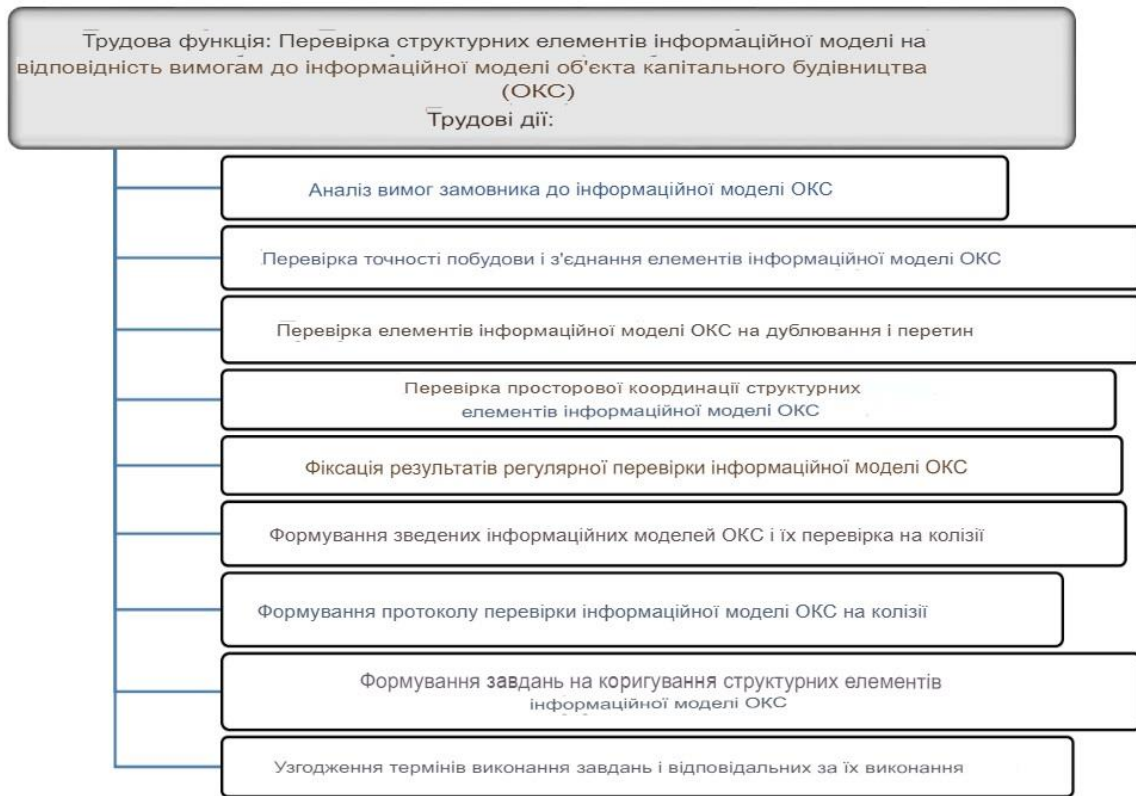 Трудова функція: Перевірка структурних елементів інформаційної моделі на
відповідність вимогам до інформаційної моделі об'єкта капітального будівництва
(ОКС)
Трудові дії:
Аналіз вимог замовника до інформаційної моделі ОКС
Перевірка точності побудови і з'єднання елементів інформаційної моделі ОКС
Перевірка елементів інформаційної моделі ОКС на дублювання і перетин
Перевірка просторової координації структурних
елементів інформаційної моделі ОКС
Фіксація результатів регулярної перевірки інформаційної моделі ОКС
Формування зведених інформаційних моделей ОКС і їх перевірка на колізії
Формування протоколу перевірки інформаційної моделі ОКС на колізії
Формування завдань на коригування структурних елементів
інформаційної моделі ОКС
Узгодження термінів виконання завдань і відповідальних за їх виконання